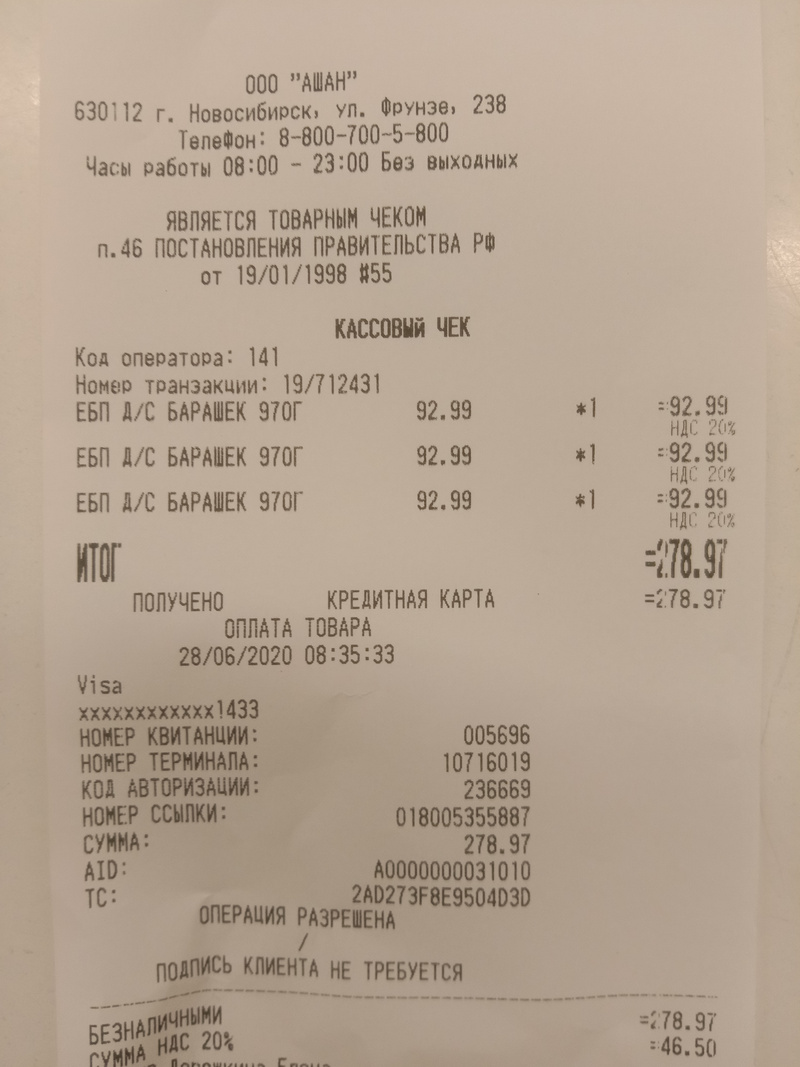 ООО "АШАН"
630112 г. Новосибирск, ул. Фрунзе, 238
Телефон: 8-800-700-5-800
Часы работы 08:00 - 23:00 Без выходных
ЯВЛЯЕТСЯ ТОВАРНЫМ ЧЕКОМ
п.46 ПОСТАНОВЛЕНИЯ ПРАВИТЕЛЬСТВА РФ
от 19/01/1998 #55
КАССОВЫЙ ЧЕК
Код оператора: 141
Номер транзакции: 19/712431
ЕБП Д/С БАРАШЕК 970Г 92.99 *1 =92.99
НДС 20%
ЕБП Д/С БАРАШЕК 970Г 92.99 *1 =92.99
НДС 20%
ЕБП Д/С БАРАШЕК 970Г 92.99 *1 =92.99
НДС 20%
ИТОГ =278.97
ПОЛУЧЕНО КРЕДИТНАЯ КАРТА =278.97
ОПЛАТА ТОВАРА
28/06/2020 08:35:33
Visa
xxxxxxxxxxxx1433
НОМЕР КВИТАНЦИИ: 005696
НОМЕР ТЕРМИНАЛА: 10716019
КОД АВТОРИЗАЦИИ: 236669
НОМЕР ССЫЛКИ: 018005355887
СУММА: 278.97
AID: A0000000031010
TC: 2AD273F8E9504D3D
ОПЕРАЦИЯ РАЗРЕШЕНА
/
ПОДПИСЬ КЛИЕНТА НЕ ТРЕБУЕТСЯ
БЕЗНАЛИЧНЫМИ =278.97
СУММА НДС 20% =46.50